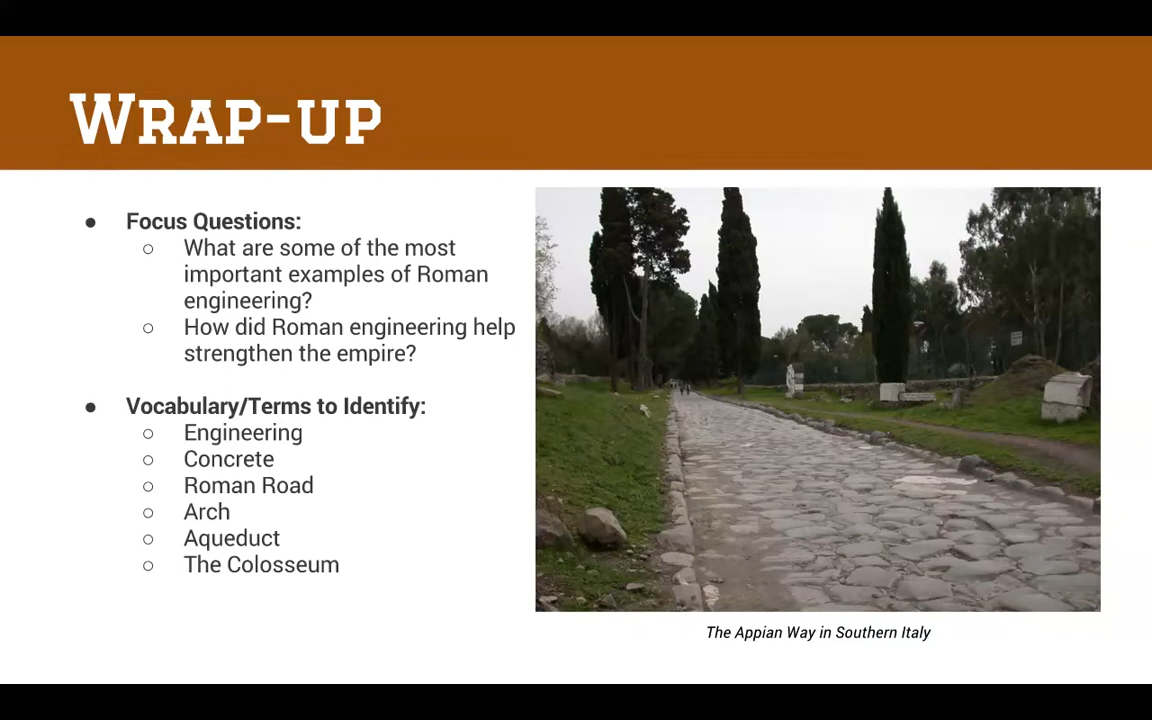 WRAP-UP
● Focus Questions:
○ What are some of the most
important examples of Roman
engineering?
○ How did Roman engineering help
strengthen the empire?
● Vocabulary/Terms to Identify:
○ Engineering
○ Concrete
○ Roman Road
○ Arch
○ Aqueduct
○ The Colosseum
The Appian Way in Southern Italy